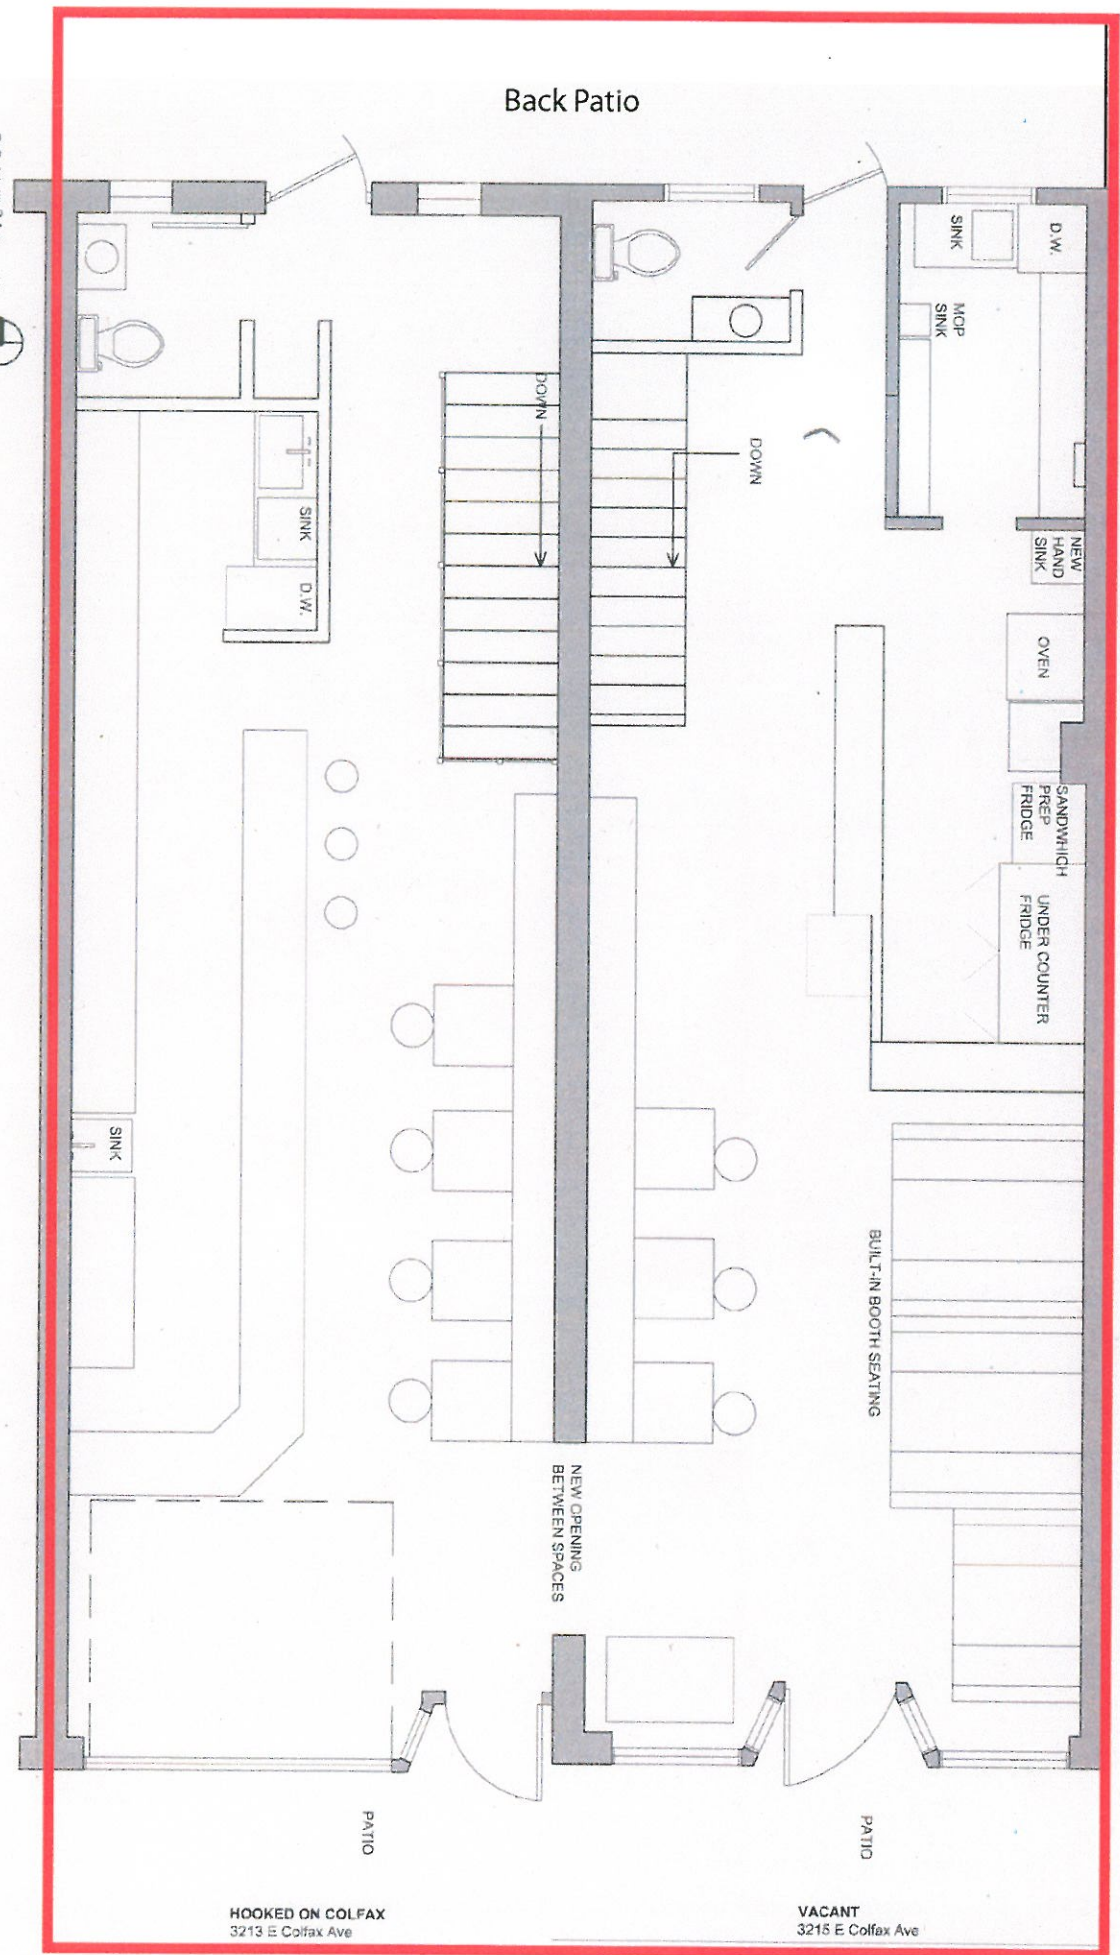 Back Patio
SINK
D.W.
MOP
SINK
DOWN
DOWN
SINK
D.W.
NEW
HAND
SINK
OVEN
SANDWHICH
PREP
FRIDGE
UNDER COUNTER
FRIDGE
SINK
BUILT-IN BOOTH SEATING
NEW OPENING
BETWEEN SPACES
PATIO
PATIO
HOOKED ON COLFAX
3213 E Colfax Ave
VACANT
3215 E Colfax Ave